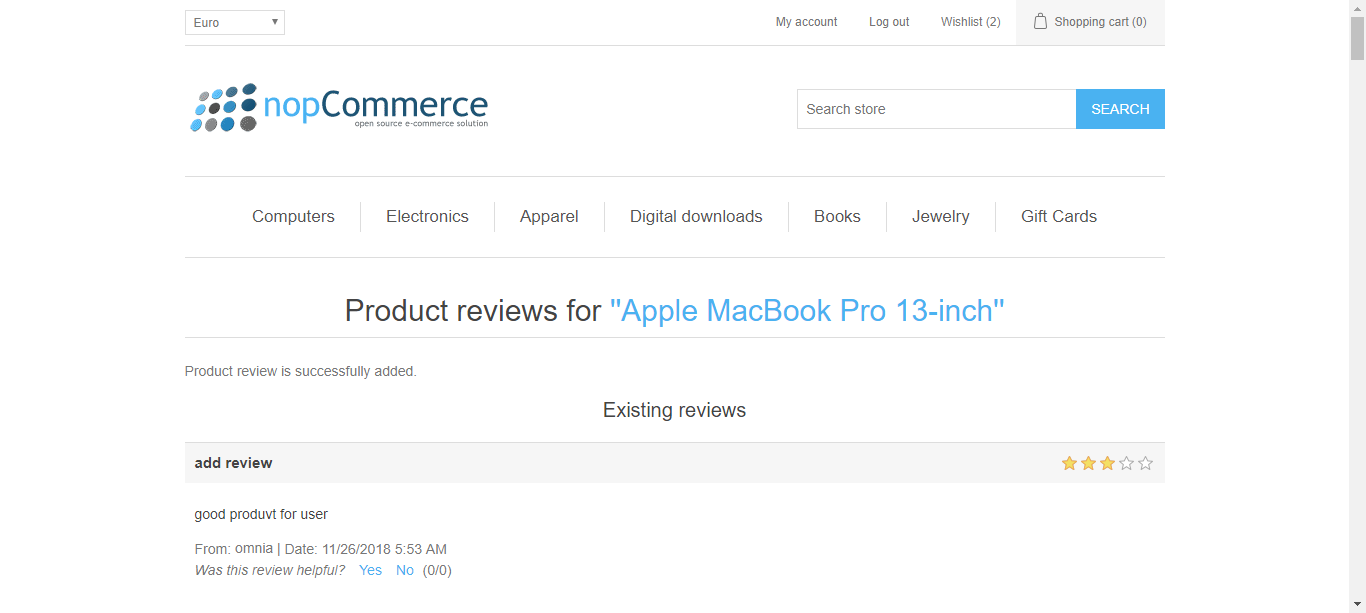 Euro
My account Log out Wishlist (2) Shopping cart (0)
nopCommerce
open source e-commerce solution
Search store SEARCH
Computers Electronics Apparel Digital downloads Books Jewelry Gift Cards
Product reviews for "Apple MacBook Pro 13-inch"
Product review is successfully added.
Existing reviews
add review
good produvt for user
From: omnia | Date: 11/26/2018 5:53 AM
Was this review helpful? Yes No (0/0)